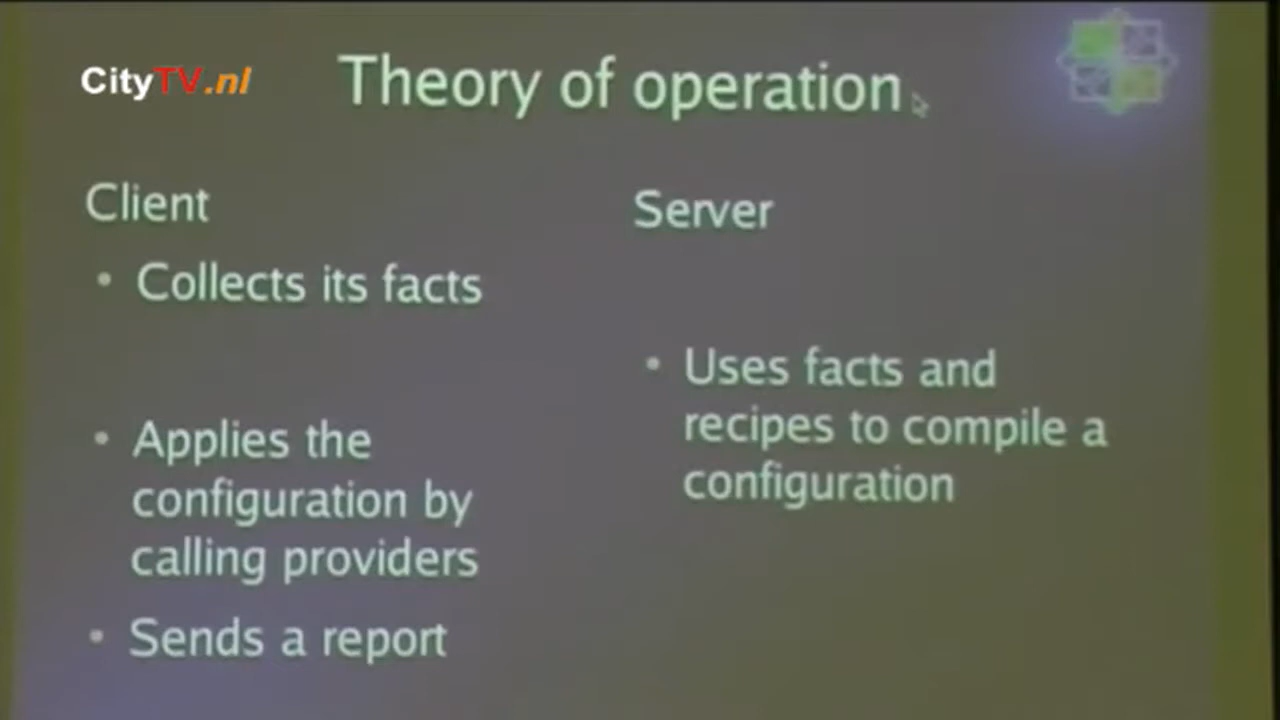 CityTV.nl
Theory of operation
Client
• Collects its facts
• Applies the
configuration by
calling providers
• Sends a report
Server
• Uses facts and
recipes to compile a
configuration